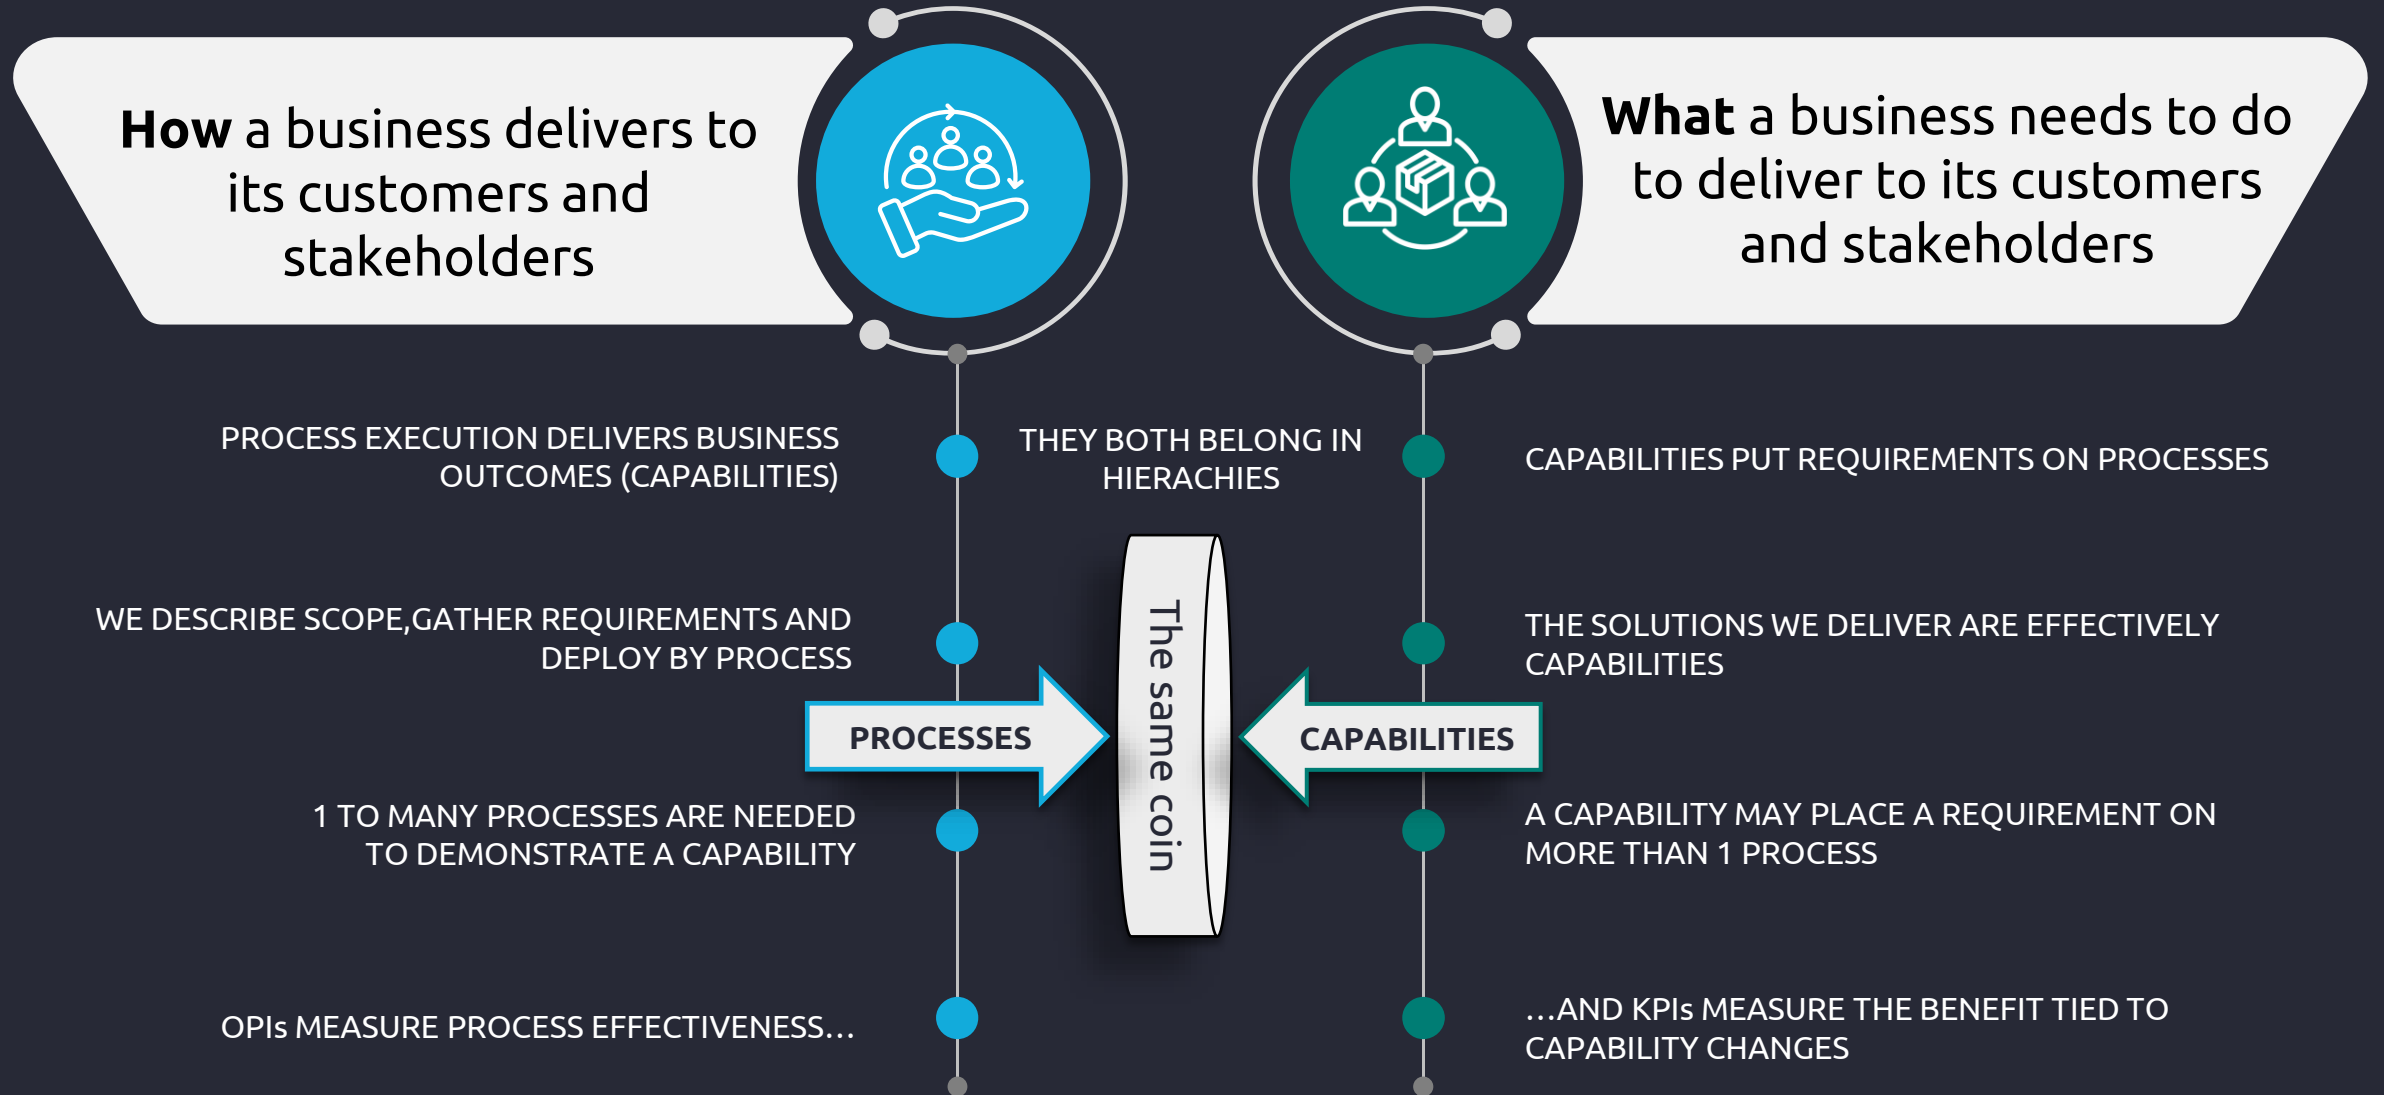 How a business delivers to
its customers and
stakeholders
What a business needs to do
to deliver to its customers
and stakeholders
PROCESS EXECUTION DELIVERS BUSINESS
OUTCOMES (CAPABILITIES)
THEY BOTH BELONG IN
HIERACHIES
CAPABILITIES PUT REQUIREMENTS ON PROCESSES
WE DESCRIBE SCOPE,GATHER REQUIREMENTS AND
DEPLOY BY PROCESS
THE SOLUTIONS WE DELIVER ARE EFFECTIVELY
CAPABILITIES
PROCESSES
The same coin
CAPABILITIES
1 TO MANY PROCESSES ARE NEEDED
TO DEMONSTRATE A CAPABILITY
A CAPABILITY MAY PLACE A REQUIREMENT ON
MORE THAN 1 PROCESS
OPIs MEASURE PROCESS EFFECTIVENESS…
…AND KPIs MEASURE THE BENEFIT TIED TO
CAPABILITY CHANGES